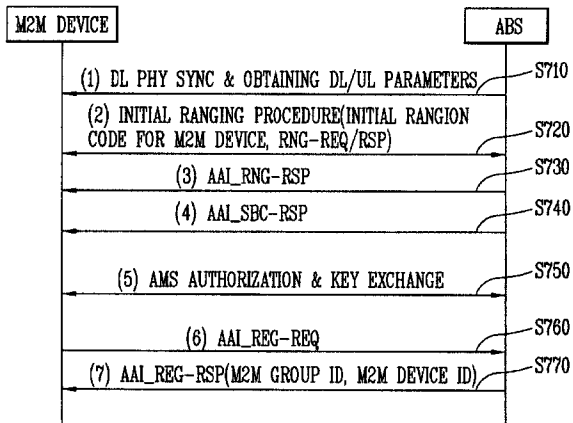 M2M DEVICE
ABS
(1) DL PHY SYNC & OBTAINING DL/UL PARAMETERS
S710
(2) INITIAL RANGING PROCEDURE(INITIAL RANGION
CODE FOR M2M DEVICE, RNG-REQ/RSP)
S720
(3) AAI_RNG-RSP
S730
(4) AAI_SBC-RSP
S740
(5) AMS AUTHORIZATION & KEY EXCHANGE
S750
(6) AAI_REG-REQ
S760
(7) AAI_REG-RSP(M2M GROUP ID, M2M DEVICE ID)
S770